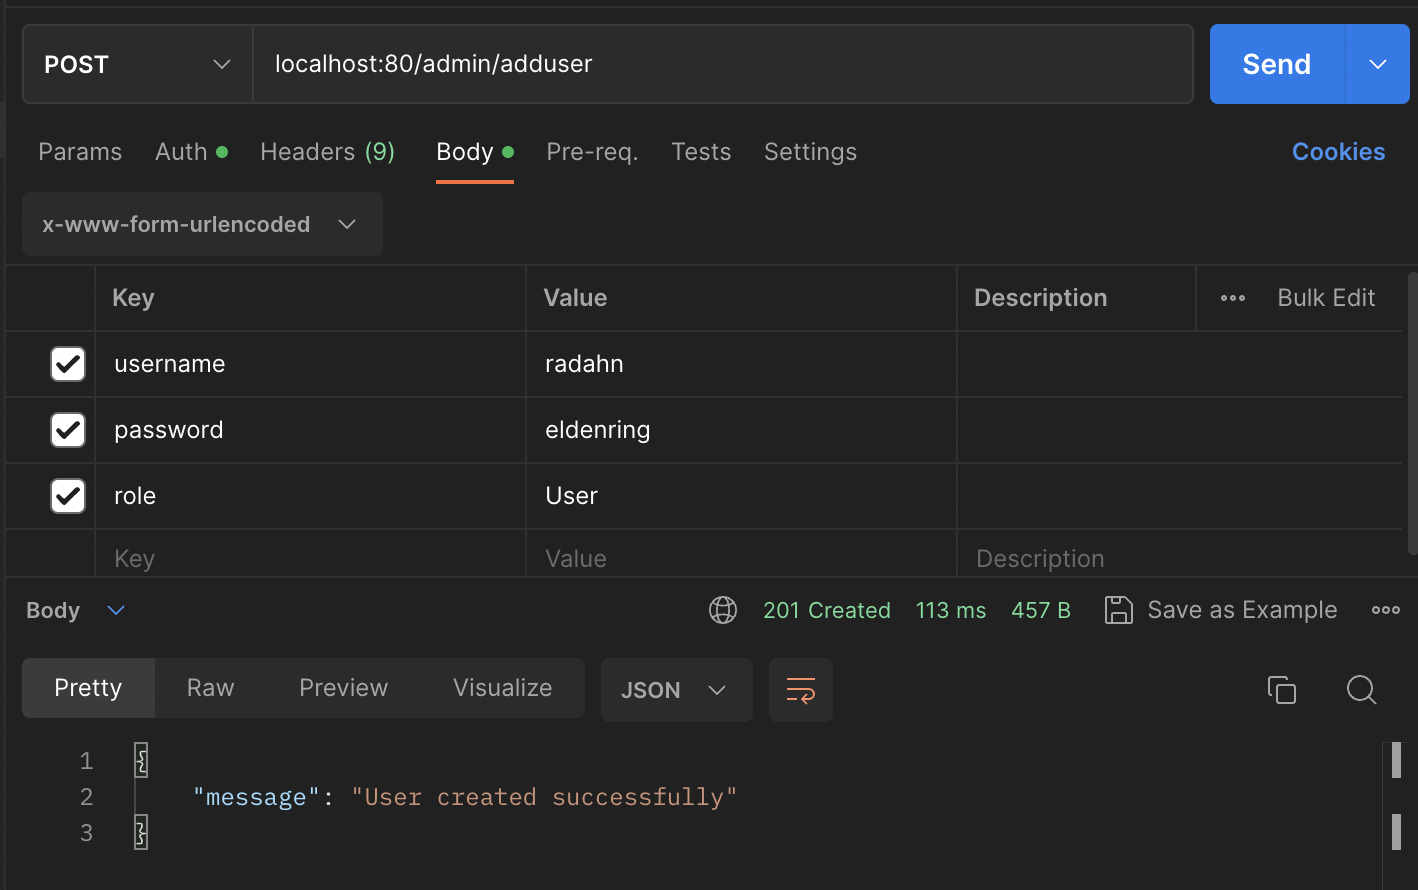 POST localhost:80/admin/adduser Send
Params Auth Headers (9) Body Pre-req. Tests Settings Cookies
x-www-form-urlencoded
Key Value Description Bulk Edit
username radahn
password eldenring
role User
Key Value Description
Body 201 Created 113 ms 457 B Save as Example
Pretty Raw Preview Visualize JSON
1 {
2 "message": "User created successfully"
3 }